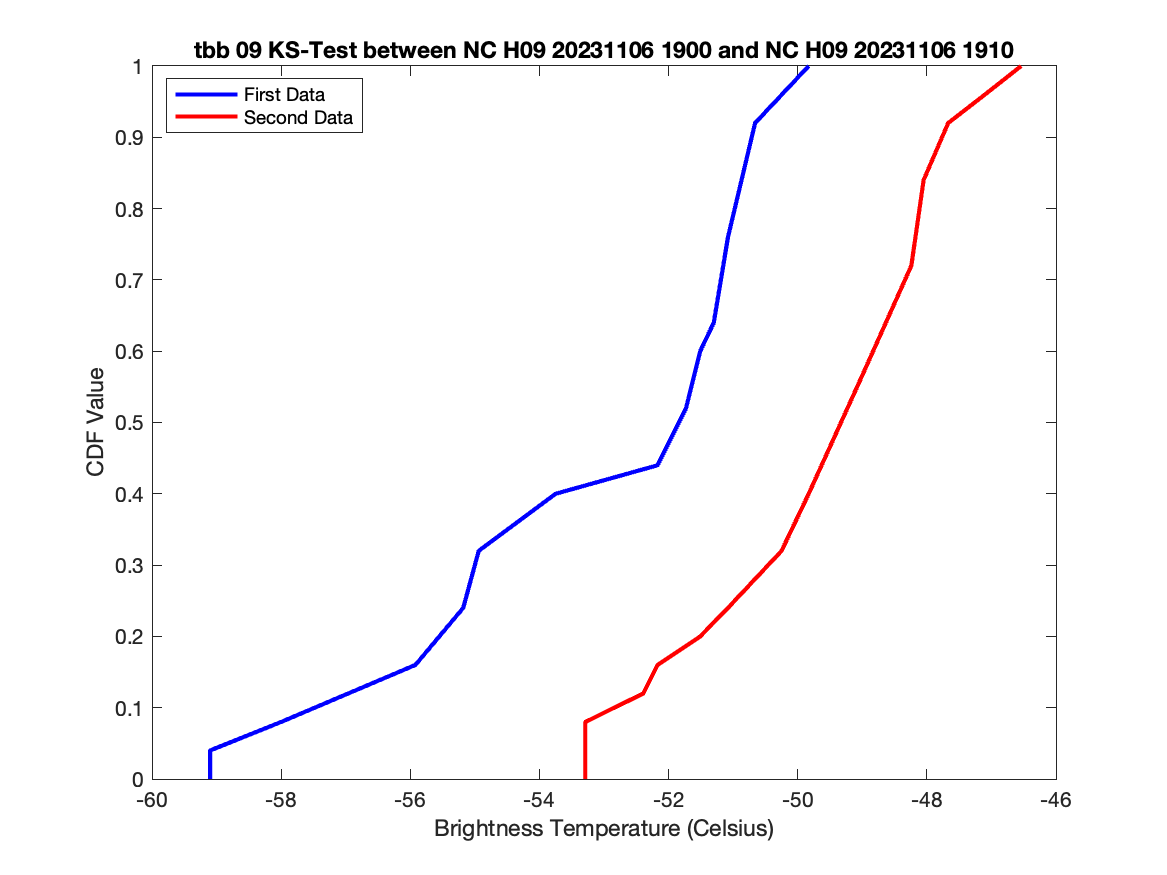 tbb 09 KS-Test between NC H09 20231106 1900 and NC H09 20231106 1910
First Data
Second Data
1
0.9
0.8
0.7
0.6
0.5
0.4
0.3
0.2
0.1
0
CDF Value
-60 -58 -56 -54 -52 -50 -48 -46
Brightness Temperature (Celsius)